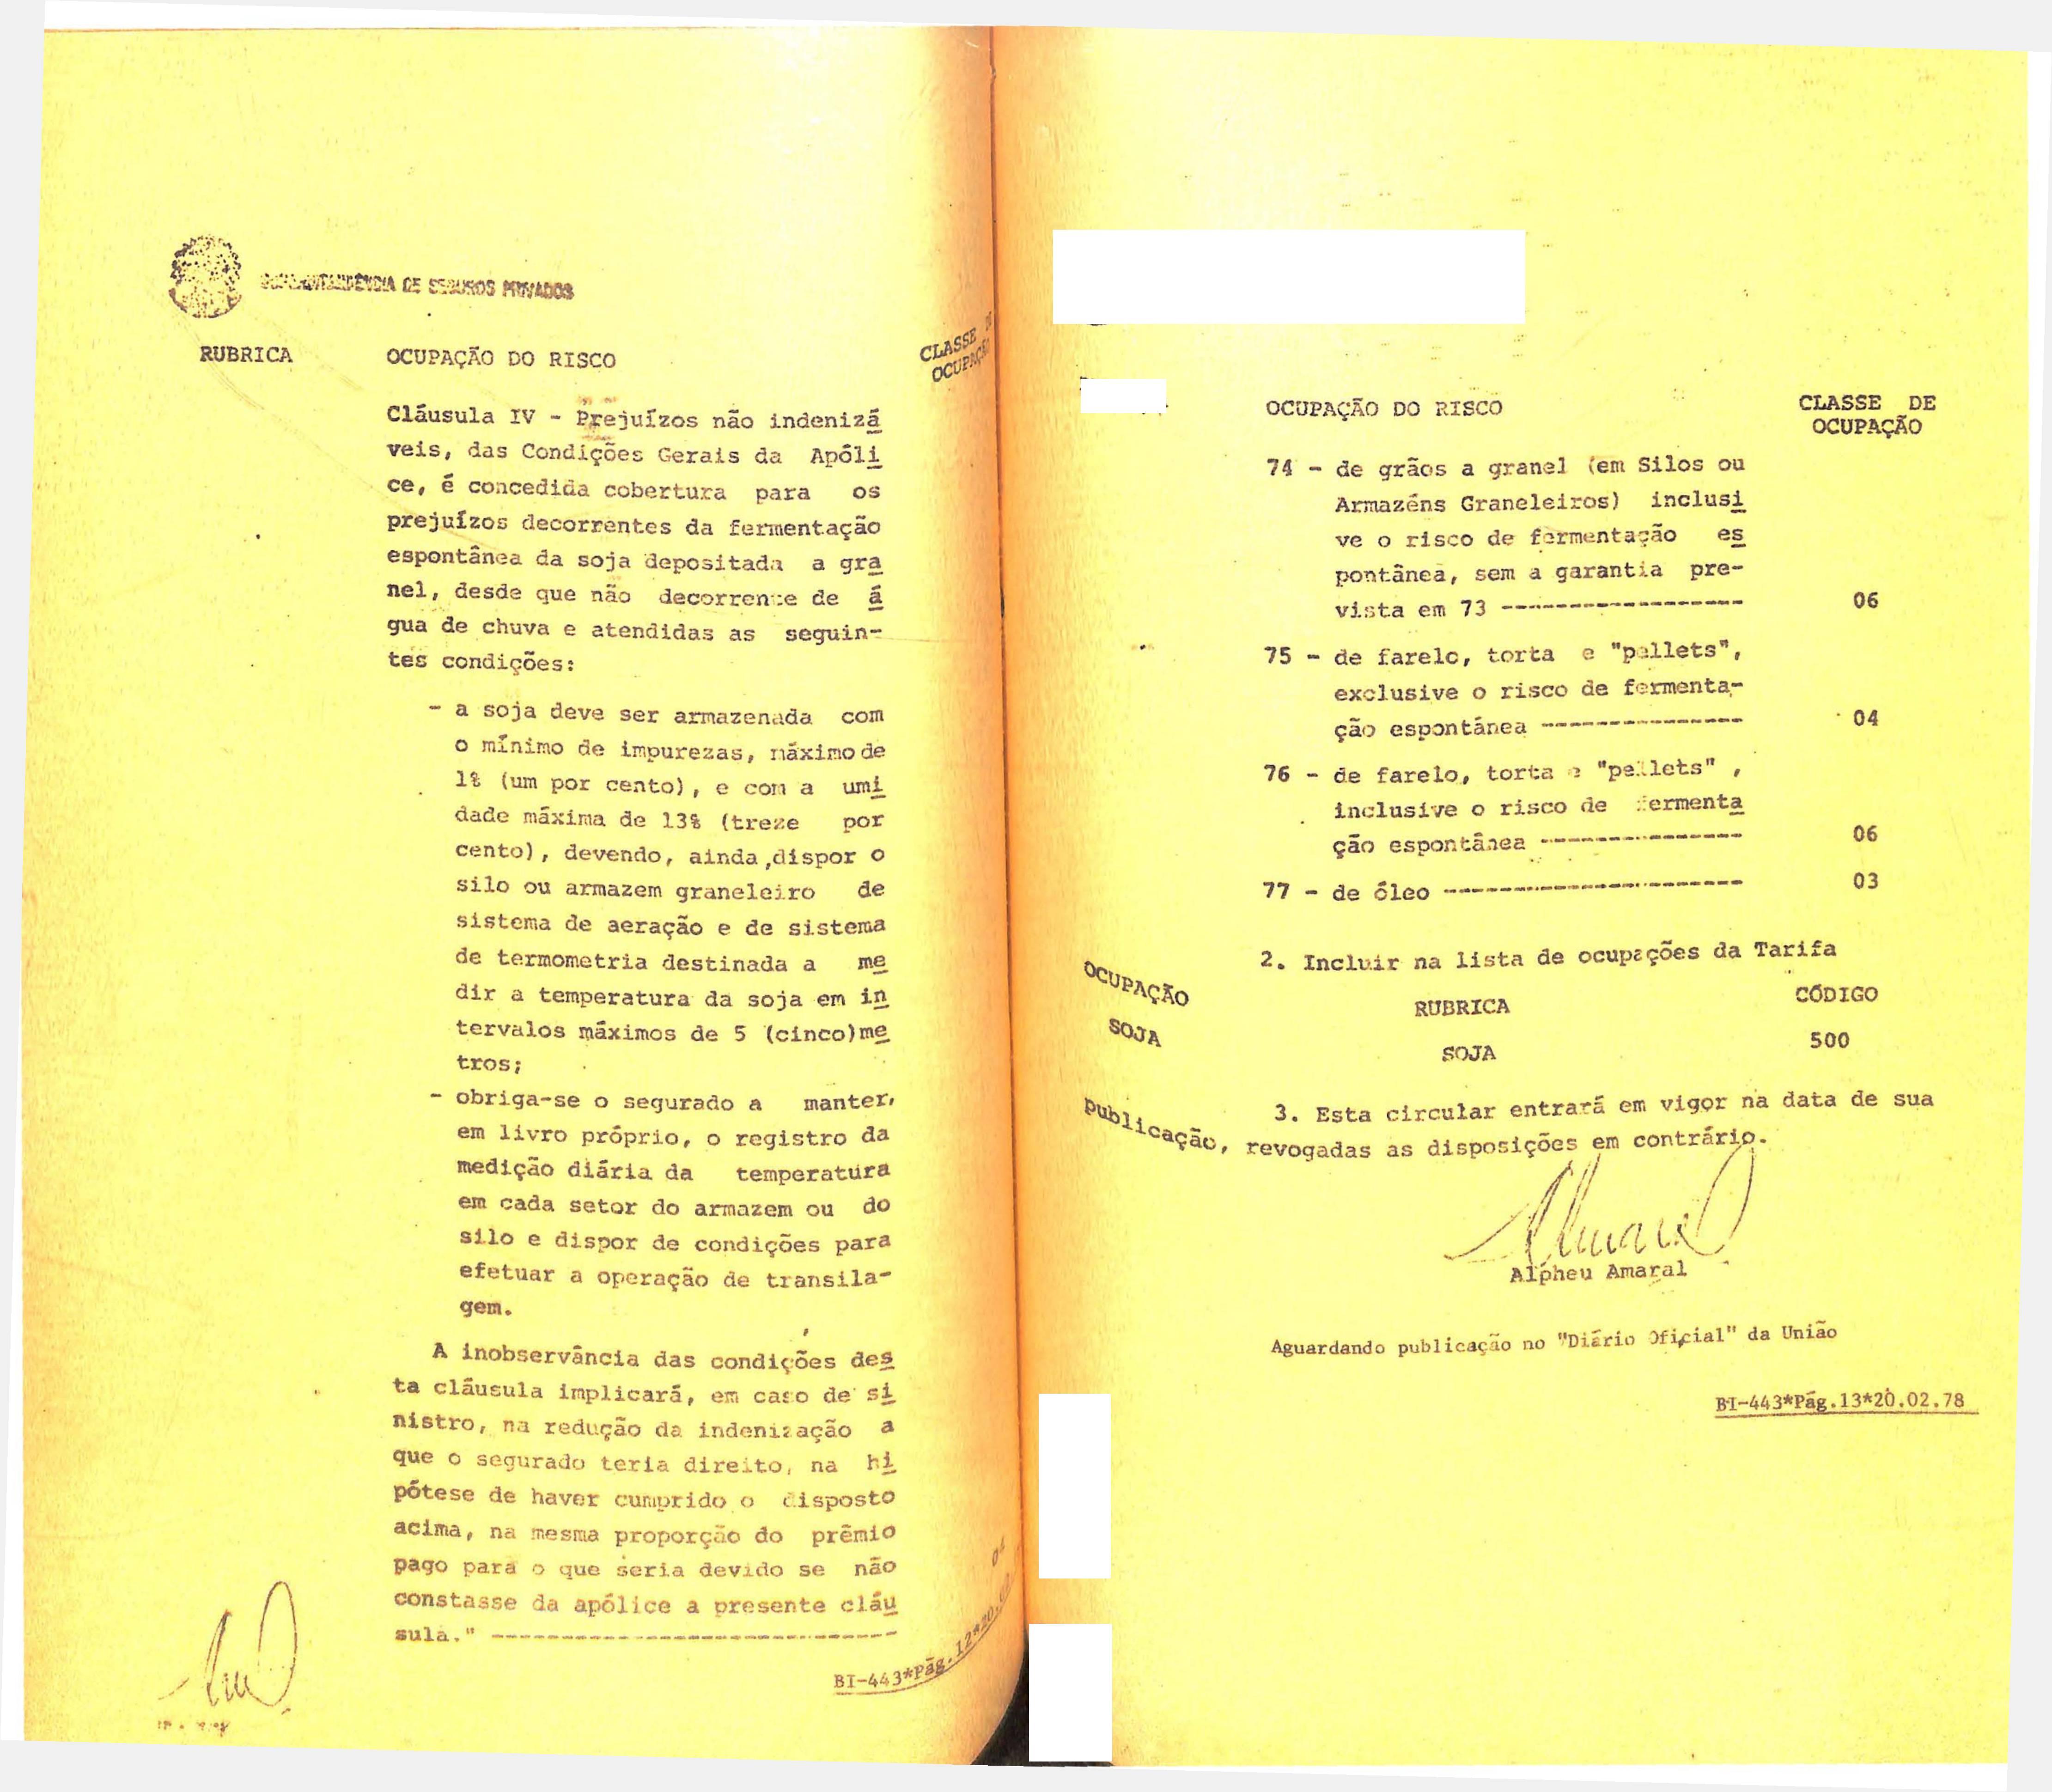 SUPERINTENDÊNCIA DE SEGUROS PRIVADOS
RUBRICA OCUPAÇÃO DO RISCO CLASSE DE
OCUPAÇÃO
Cláusula IV - Prejuízos não indenizá
veis, das Condições Gerais da Apóli
ce, é concedida cobertura para os
prejuízos decorrentes da fermentação
espontânea da soja depositada a gra
nel, desde que não decorrente de á
gua de chuva e atendidas as seguin-
tes condições:
- a soja deve ser armazenada com
o mínimo de impurezas, máximo de
1% (um por cento), e com a umi
dade máxima de 13% (treze por
cento), devendo, ainda, dispor o
silo ou armazem graneleiro de
sistema de aeração e de sistema
de termometria destinada a me
dir a temperatura da soja em in
tervalos máximos de 5 (cinco) me
tros;
- obriga-se o segurado a manter,
em livro próprio, o registro da
medição diária da temperatura
em cada setor do armazem ou do
silo e dispor de condições para
efetuar a operação de transila-
gem.
A inobservância das condições des
ta cláusula implicará, em caso de si
nistro, na redução da indenização a
que o segurado teria direito, na hi
pótese de haver cumprido o disposto
acima, na mesma proporção do prêmio
pago para o que seria devido se não
constasse da apólice a presente cláu
sula." ------------------------------ 04
BI-443*Pág.12*20.
OCUPAÇÃO DO RISCO CLASSE DE
OCUPAÇÃO
74 - de grãos a granel (em Silos ou
Armazéns Graneleiros) inclusi
ve o risco de fermentação es
pontânea, sem a garantia pre-
vista em 73 ------------------ 06
75 - de farelo, torta e "pellets",
exclusive o risco de fermenta-
ção espontânea --------------- 04
76 - de farelo, torta e "pellets" ,
inclusive o risco de fermenta
ção espontânea --------------- 06
77 - de óleo ---------------------- 03
2. Incluir na lista de ocupações da Tarifa
OCUPAÇÃO RUBRICA CÓDIGO
SOJA SOJA 500
3. Esta circular entrará em vigor na data de sua
publicação, revogadas as disposições em contrário.
Alpheu Amaral
Aguardando publicação no "Diário Oficial" da União
BI-443*Pág.13*20.02.78